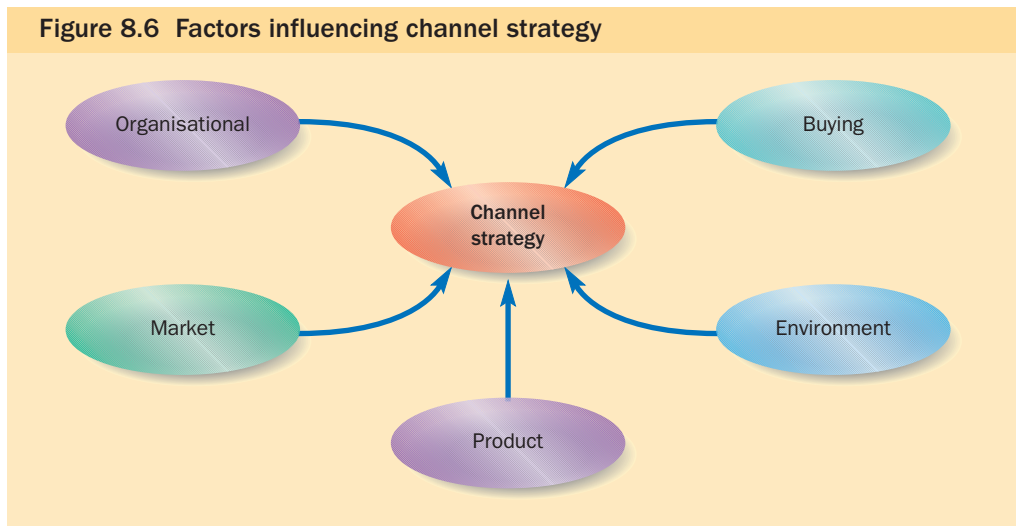 Figure 8.6 Factors influencing channel strategy
Organisational
Buying
Channel
strategy
Market
Environment
Product